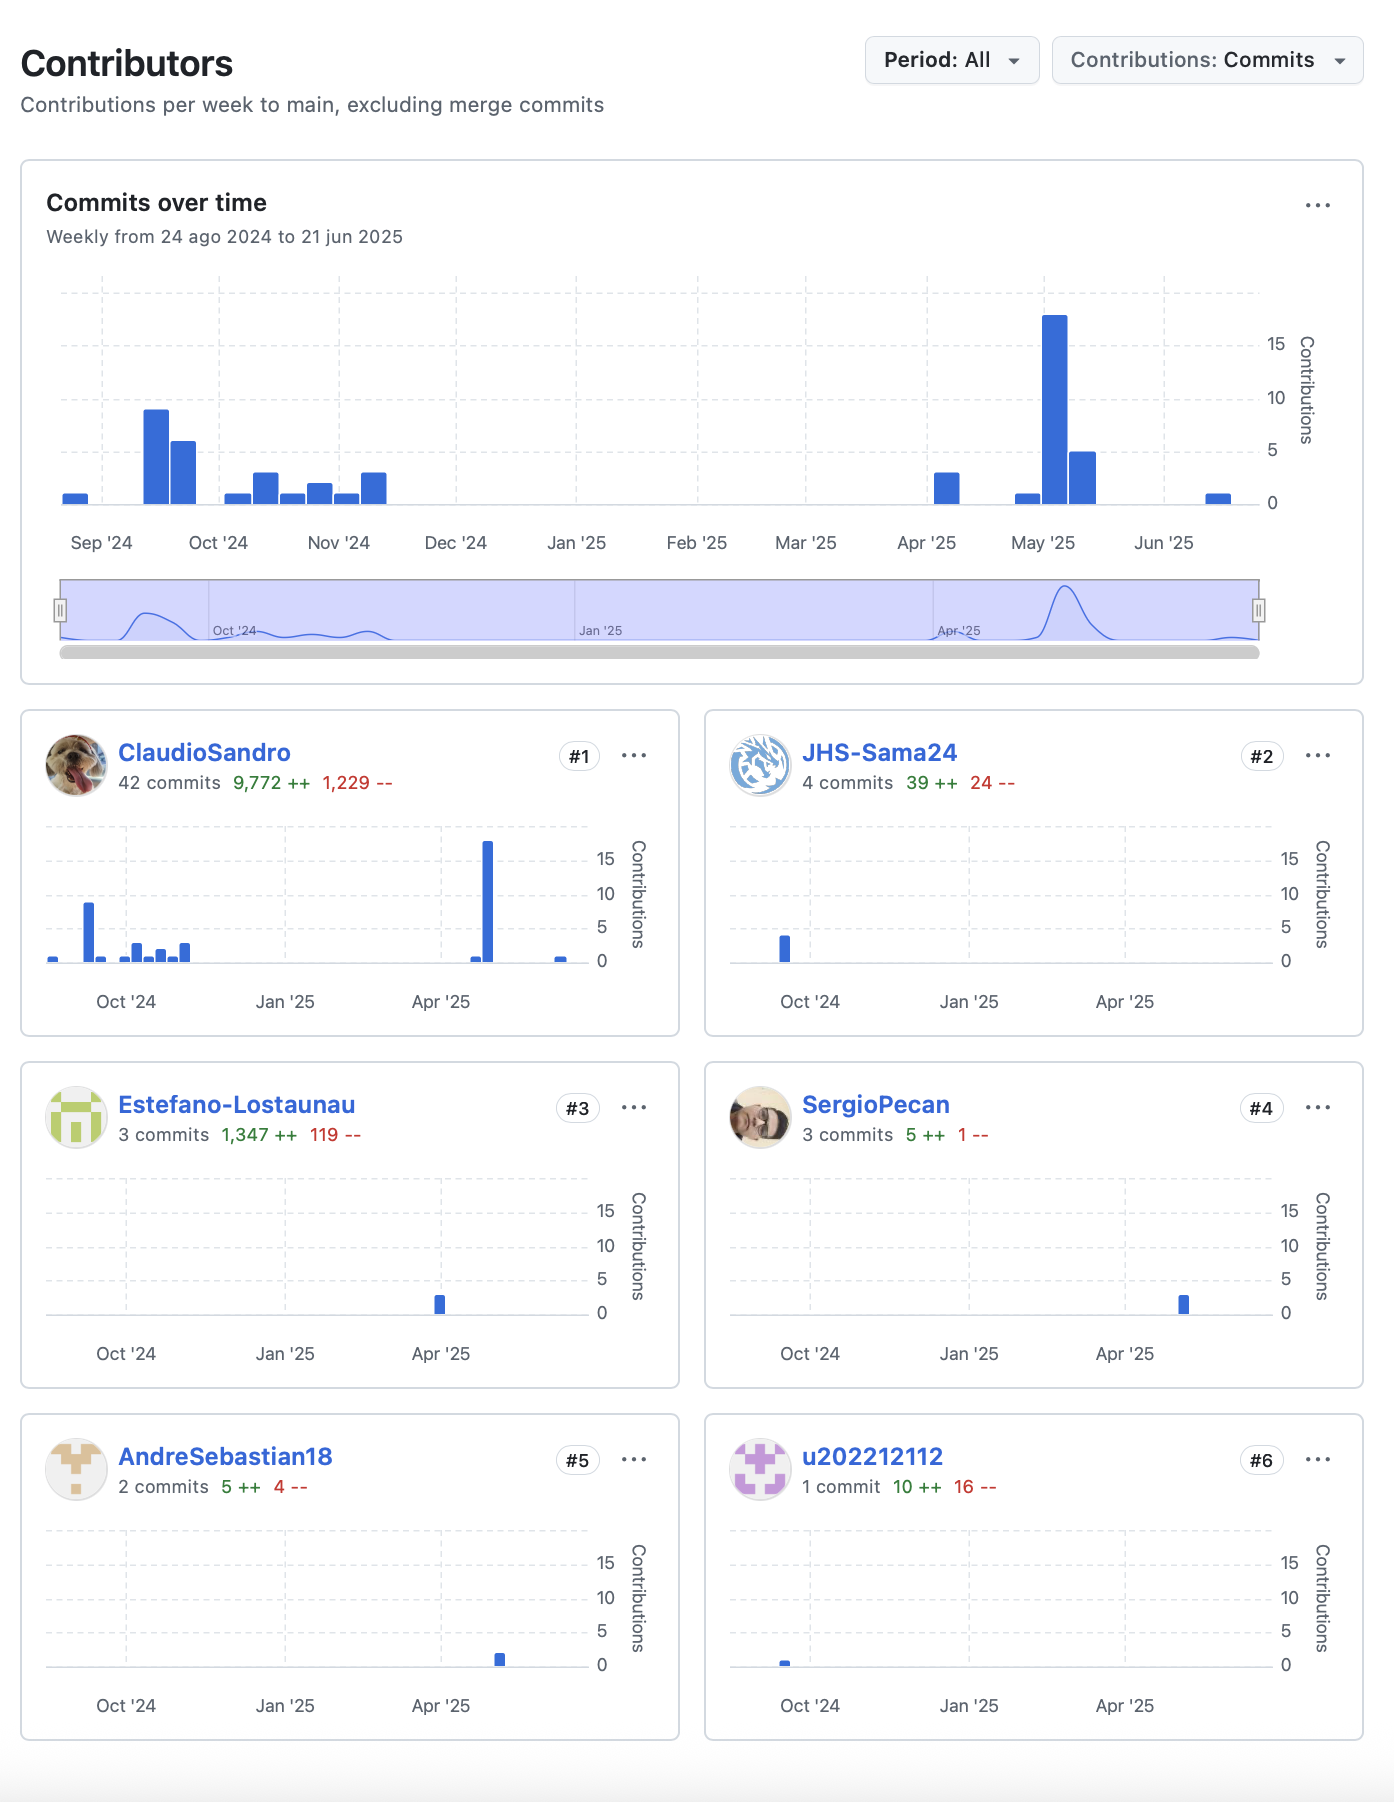 Contributors
Period: All
Contributions: Commits
Contributions per week to main, excluding merge commits
Commits over time
Weekly from 24 ago 2024 to 21 jun 2025
15
10
5
0
Contributions
Sep '24 Oct '24 Nov '24 Dec '24 Jan '25 Feb '25 Mar '25 Apr '25 May '25 Jun '25
Oct '24 Jan '25 Apr '25
ClaudioSandro
#1
42 commits 9,772 ++ 1,229 --
15
10
5
0
Contributions
Oct '24 Jan '25 Apr '25
JHS-Sama24
#2
4 commits 39 ++ 24 --
15
10
5
0
Contributions
Oct '24 Jan '25 Apr '25
Estefano-Lostaunau
#3
3 commits 1,347 ++ 119 --
15
10
5
0
Contributions
Oct '24 Jan '25 Apr '25
SergioPecan
#4
3 commits 5 ++ 1 --
15
10
5
0
Contributions
Oct '24 Jan '25 Apr '25
AndreSebastian18
#5
2 commits 5 ++ 4 --
15
10
5
0
Contributions
Oct '24 Jan '25 Apr '25
u202212112
#6
1 commit 10 ++ 16 --
15
10
5
0
Contributions
Oct '24 Jan '25 Apr '25